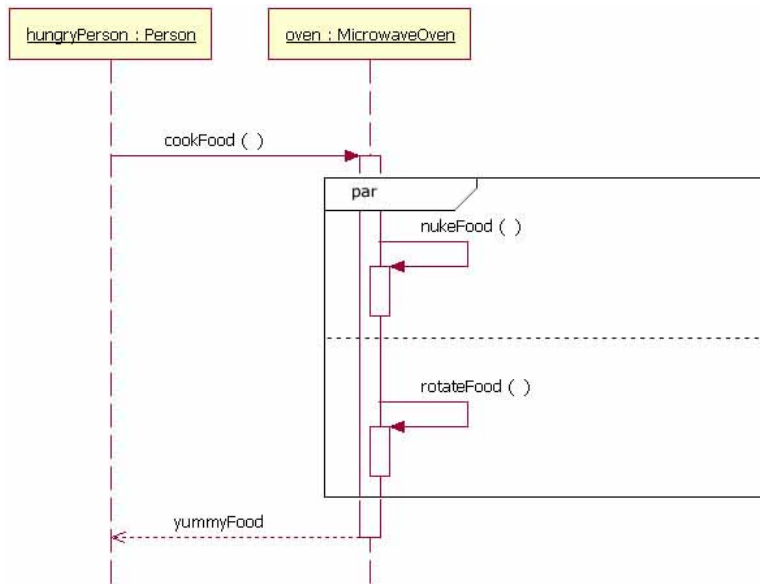 hungryPerson : Person
oven : MicrowaveOven
cookFood ( )
par
nukeFood ( )
rotateFood ( )
yummyFood